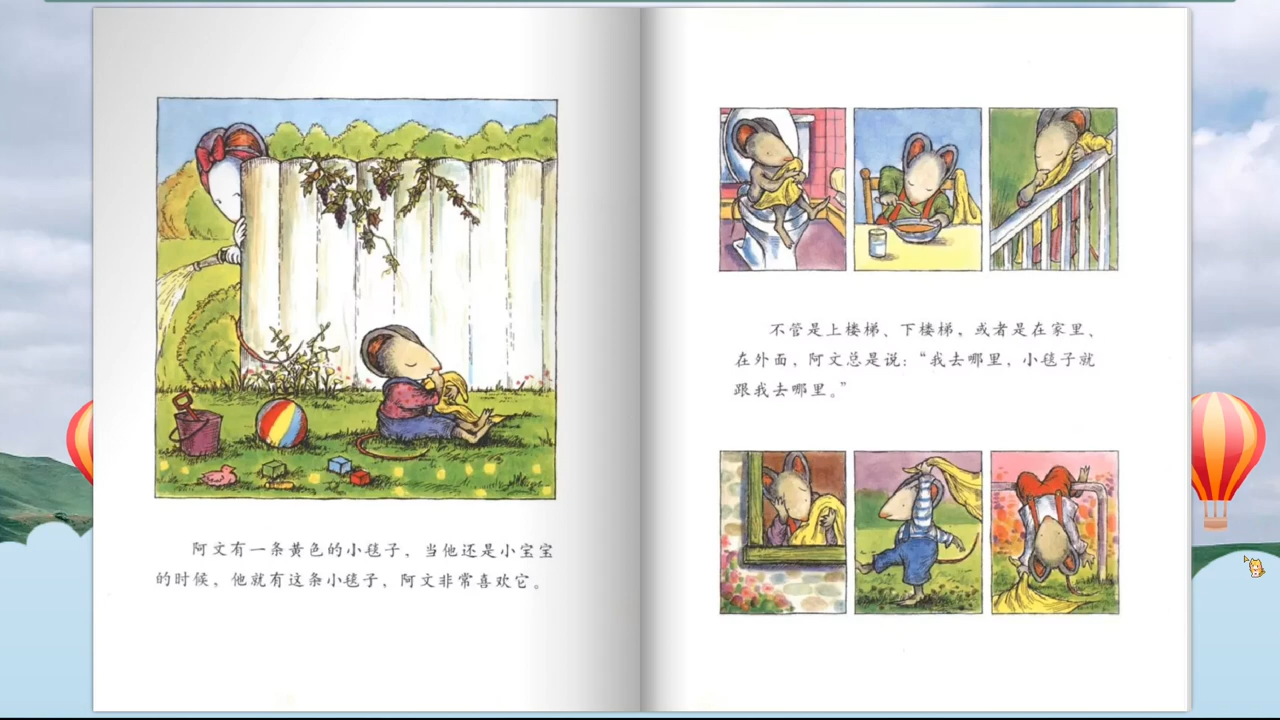 阿文有一条黄色的小毯子，当他还是小宝宝
的时候，他就有这条小毯子，阿文非常喜欢它。
不管是上楼梯、下楼梯，或者是在家里、
在外面，阿文总是说：“我去哪里，小毯子就
跟我去哪里。”